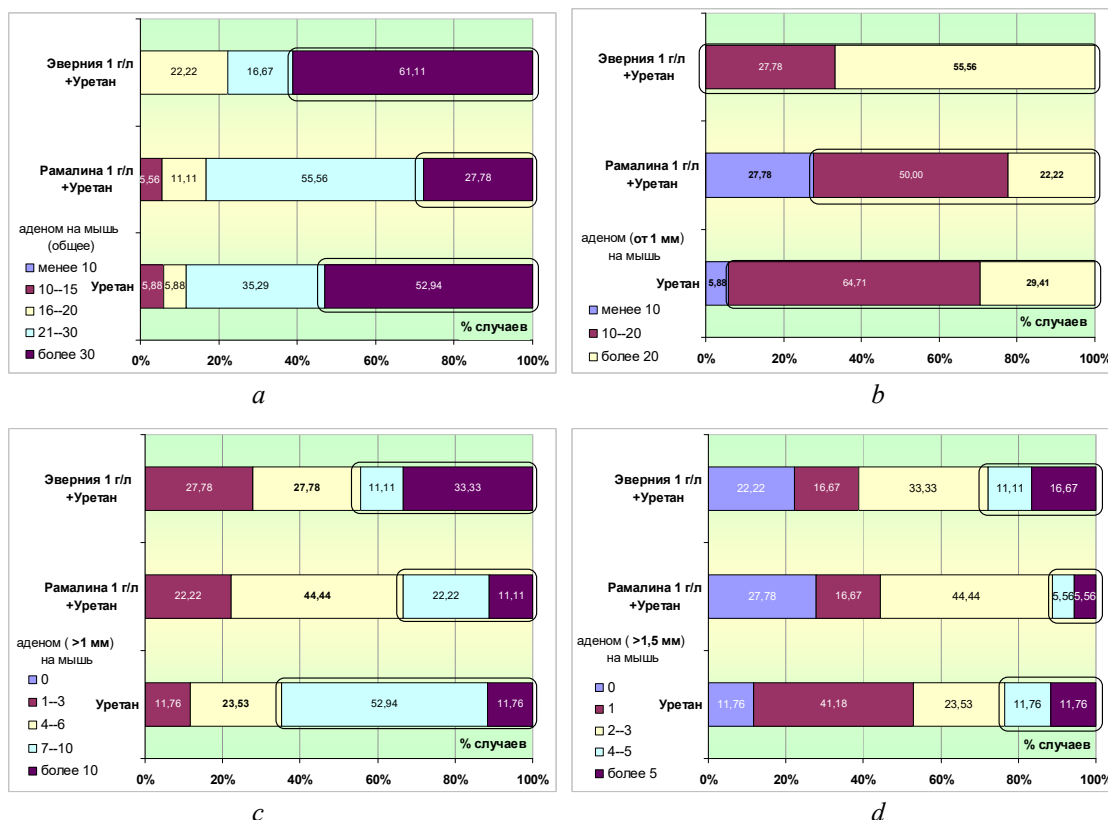 Эверния 1 г/л
+Уретан
22,22
16,67
61,11
Рамалина 1 г/л
+Уретан
5,56
11,11
55,56
27,78
аденом на мышь
(общее)
менее 10
10--15
16--20
21--30
более 30
Уретан
5,88
5,88
35,29
52,94
% случаев
0%
20%
40%
60%
80%
100%
a
Эверния 1 г/л
+Уретан
27,78
55,56
Рамалина 1 г/л
+Уретан
27,78
50,00
22,22
аденом (от 1 мм)
на мышь
менее 10
10--20
более 20
Уретан
5,88
64,71
29,41
% случаев
0%
20%
40%
60%
80%
100%
b
Эверния 1 г/л
+Уретан
27,78
27,78
11,11
33,33
Рамалина 1 г/л
+Уретан
22,22
44,44
22,22
11,11
аденом ( >1 мм)
на мышь
0
1--3
4--6
7--10
более 10
Уретан
11,76
23,53
52,94
11,76
% случаев
0%
20%
40%
60%
80%
100%
c
Эверния 1 г/л
+Уретан
22,22
16,67
33,33
11,11
16,67
Рамалина 1 г/л
+Уретан
27,78
16,67
44,44
5,56
5,56
аденом ( >1,5 мм)
на мышь
0
1
2--3
4--5
более 5
Уретан
11,76
41,18
23,53
11,76
11,76
% случаев
0%
20%
40%
60%
80%
100%
d